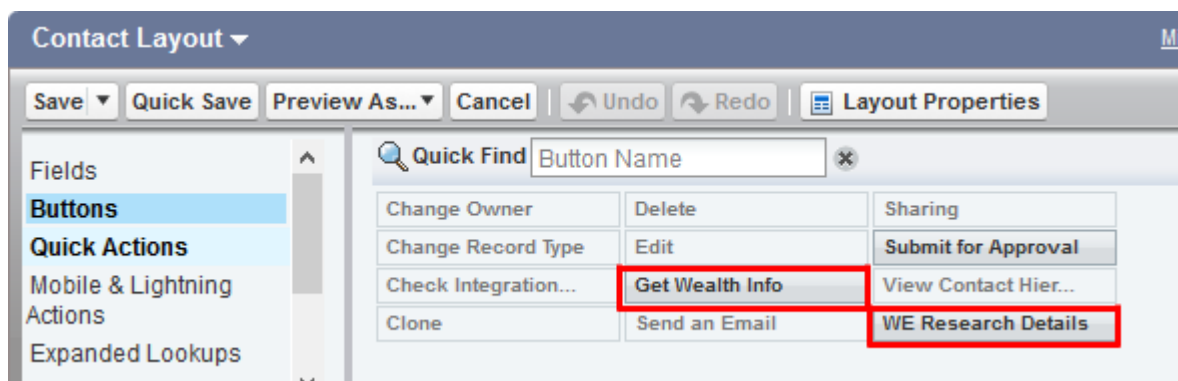 Contact Layout
M
Save Quick Save Preview As... Cancel Undo Redo Layout Properties
Fields
Buttons
Quick Actions
Mobile & Lightning
Actions
Expanded Lookups
Quick Find Button Name
Change Owner Delete Sharing
Change Record Type Edit Submit for Approval
Check Integration... Get Wealth Info View Contact Hier...
Clone Send an Email WE Research Details